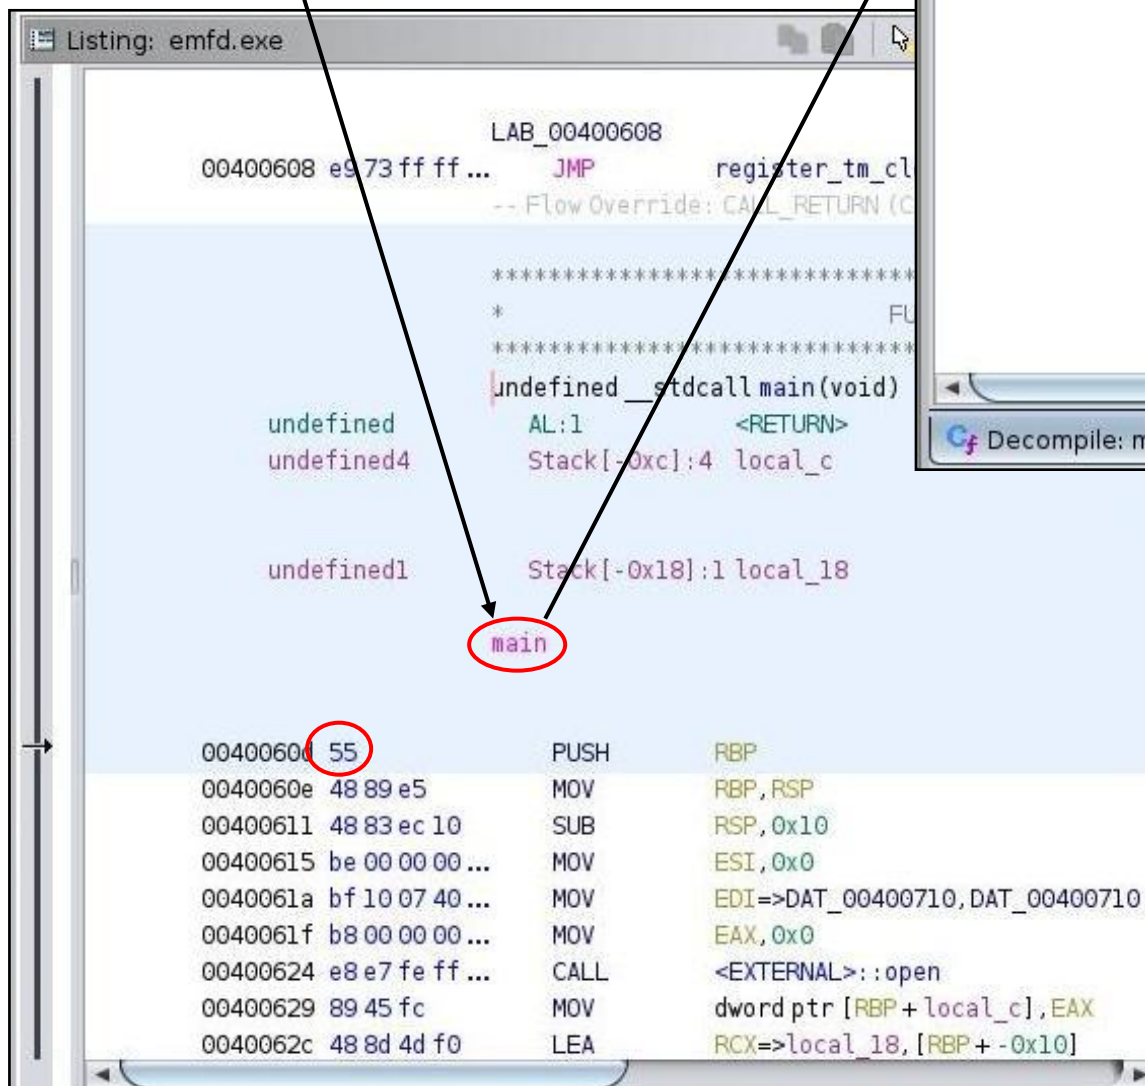 Listing: emfd.exe
LAB_00400608
00400608 e9 73 ff ff ... JMP register_tm_cl
-- Flow Override: CALL_RETURN (C
******************************
* FU
******************************
undefined __stdcall main(void)
undefined AL:1 <RETURN>
undefined4 Stack[-0xc]:4 local_c
Decompile: m
undefined1 Stack[-0x18]:1 local_18
main
0040060d 55 PUSH RBP
0040060e 48 89 e5 MOV RBP,RSP
00400611 48 83 ec 10 SUB RSP,0x10
00400615 be 00 00 00 ... MOV ESI,0x0
0040061a bf 10 07 40 ... MOV EDI=>DAT_00400710,DAT_00400710
0040061f b8 00 00 00 ... MOV EAX,0x0
00400624 e8 e7 fe ff ... CALL <EXTERNAL>::open
00400629 89 45 fc MOV dword ptr [RBP + local_c],EAX
0040062c 48 8d 4d f0 LEA RCX=>local_18,[RBP + -0x10]